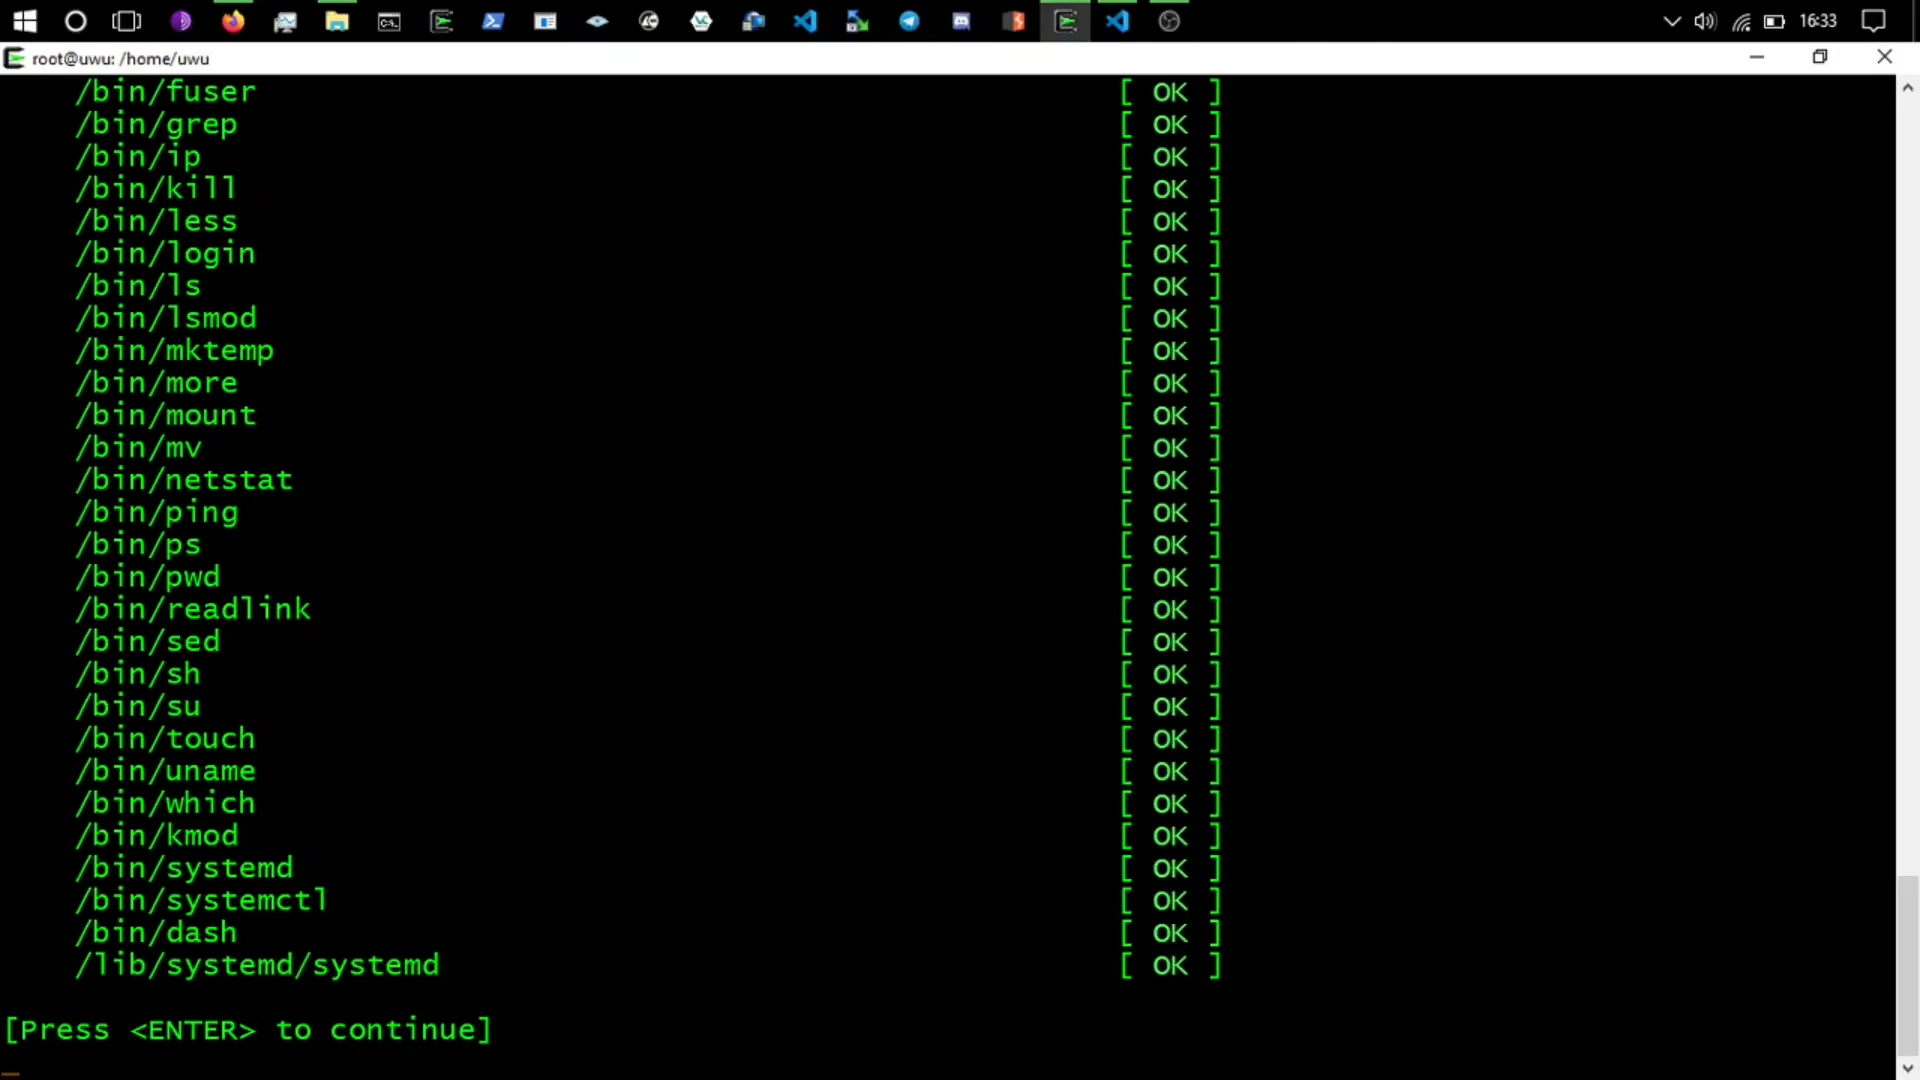 16:33
root@uwu: /home/uwu
/bin/fuser [ OK ]
/bin/grep [ OK ]
/bin/ip [ OK ]
/bin/kill [ OK ]
/bin/less [ OK ]
/bin/login [ OK ]
/bin/ls [ OK ]
/bin/lsmod [ OK ]
/bin/mktemp [ OK ]
/bin/more [ OK ]
/bin/mount [ OK ]
/bin/mv [ OK ]
/bin/netstat [ OK ]
/bin/ping [ OK ]
/bin/ps [ OK ]
/bin/pwd [ OK ]
/bin/readlink [ OK ]
/bin/sed [ OK ]
/bin/sh [ OK ]
/bin/su [ OK ]
/bin/touch [ OK ]
/bin/uname [ OK ]
/bin/which [ OK ]
/bin/kmod [ OK ]
/bin/systemd [ OK ]
/bin/systemctl [ OK ]
/bin/dash [ OK ]
/lib/systemd/systemd [ OK ]
[Press <ENTER> to continue]